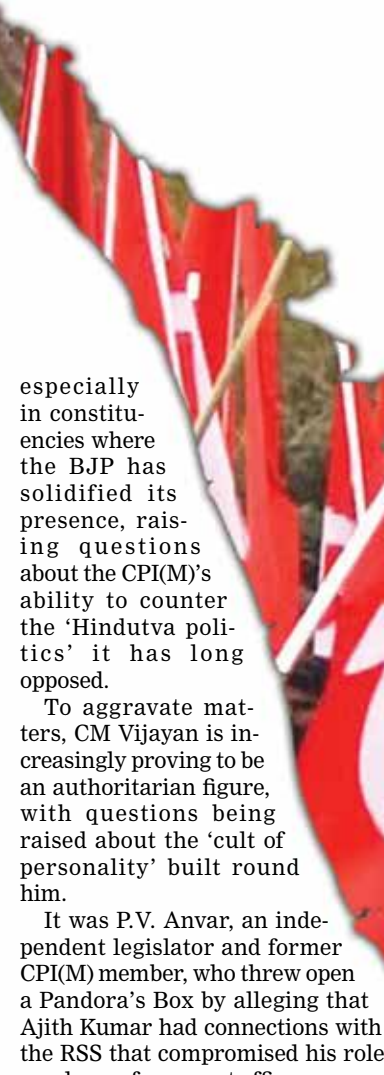 especially
in constitu-
encies where
the BJP has
solidified its
presence, rais-
ing questions
about the CPI(M)'s
ability to counter
the ‘Hindutva poli-
tics’ it has long
opposed.
To aggravate mat-
ters, CM Vijayan is in-
creasingly proving to be
an authoritarian figure,
with questions being
raised about the ‘cult of
personality’ built round
him.
It was P.V. Anvar, an inde-
pendent legislator and former
CPI(M) member, who threw open
a Pandora's Box by alleging that
Ajith Kumar had connections with
the RSS that compromised his role